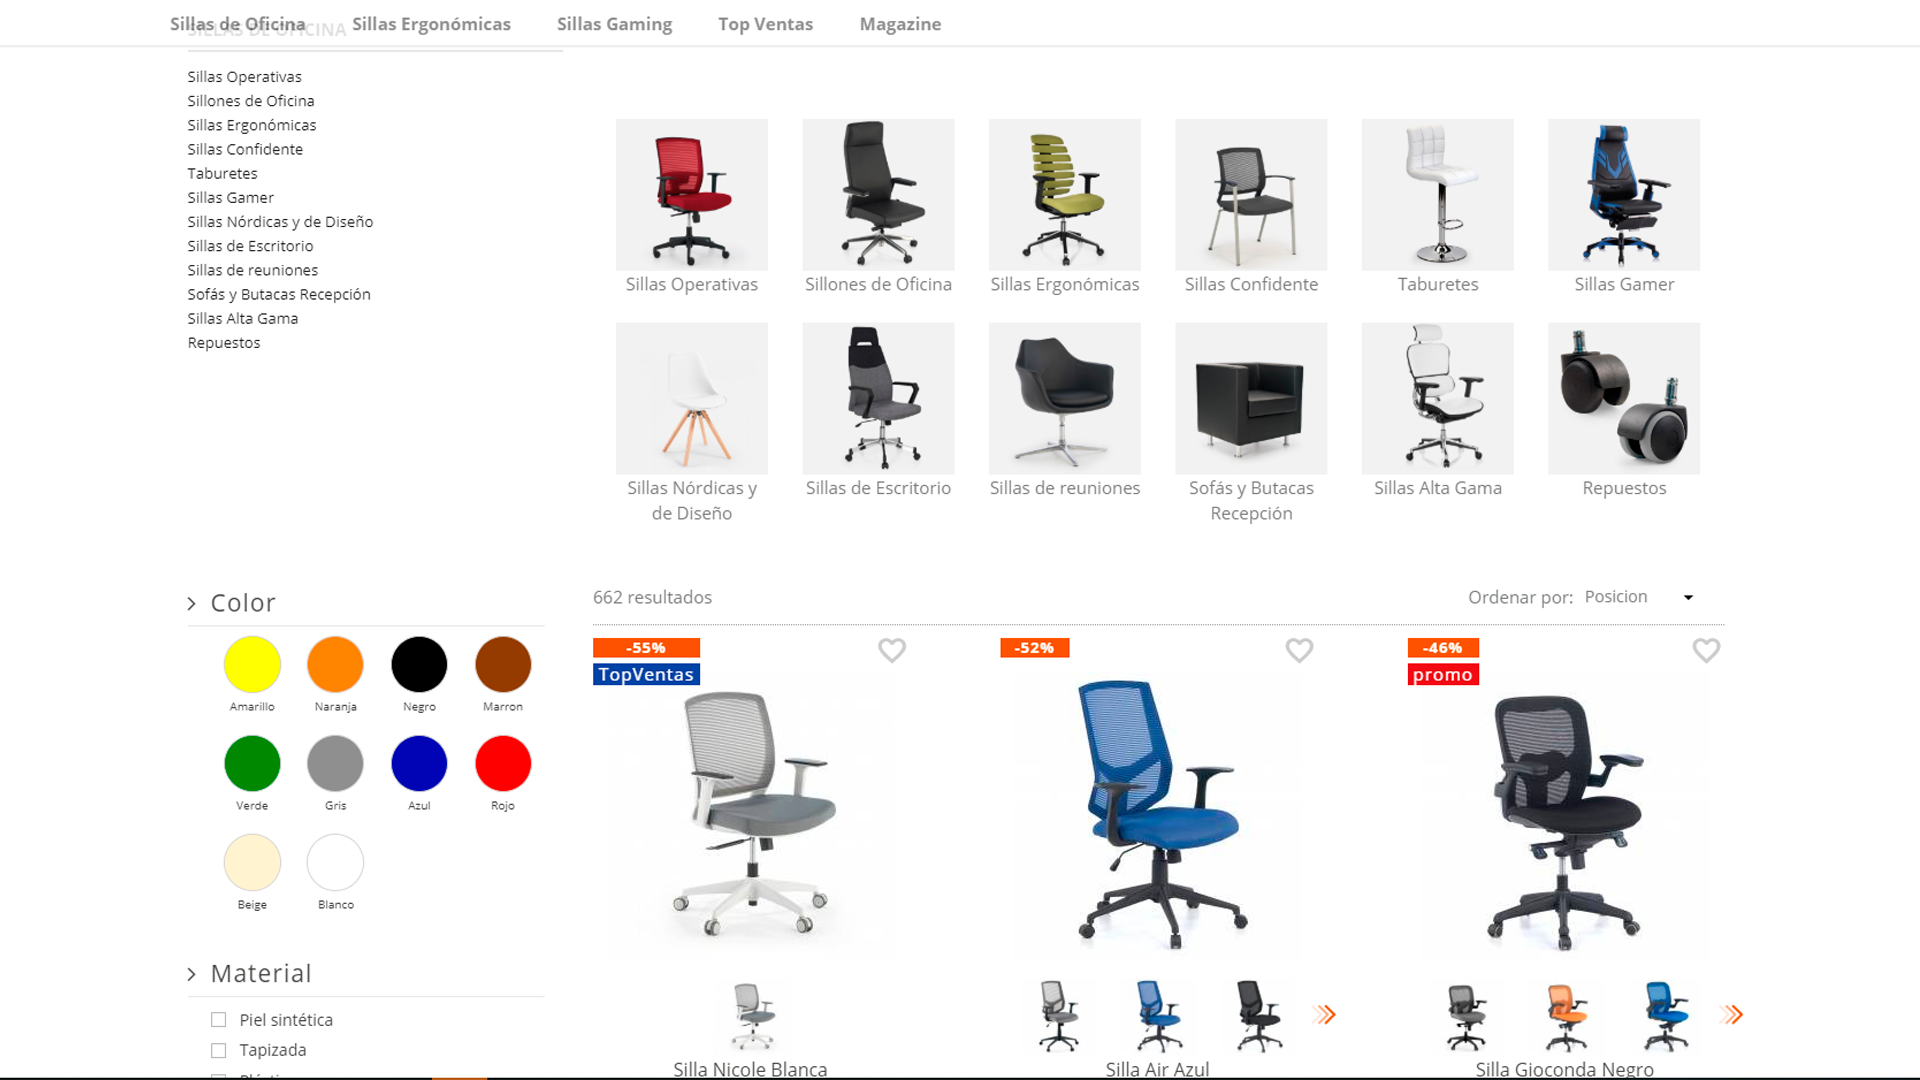 Sillas de Oficina
Sillas Ergonómicas
Sillas Gaming
Top Ventas
Magazine
SILLAS DE OFICINA
Sillas Operativas
Sillones de Oficina
Sillas Ergonómicas
Sillas Confidente
Taburetes
Sillas Gamer
Sillas Nórdicas y de Diseño
Sillas de Escritorio
Sillas de reuniones
Sofás y Butacas Recepción
Sillas Alta Gama
Repuestos
Sillas Operativas
Sillones de Oficina
Sillas Ergonómicas
Sillas Confidente
Taburetes
Sillas Gamer
Sillas Nórdicas y
de Diseño
Sillas de Escritorio
Sillas de reuniones
Sofás y Butacas
Recepción
Sillas Alta Gama
Repuestos
Color
Amarillo
Naranja
Negro
Marron
Verde
Gris
Azul
Rojo
Beige
Blanco
Material
Piel sintética
Tapizada
662 resultados
Ordenar por: Posicion
-55%
TopVentas
Silla Nicole Blanca
-52%
Silla Air Azul
-46%
promo
Silla Gioconda Negro